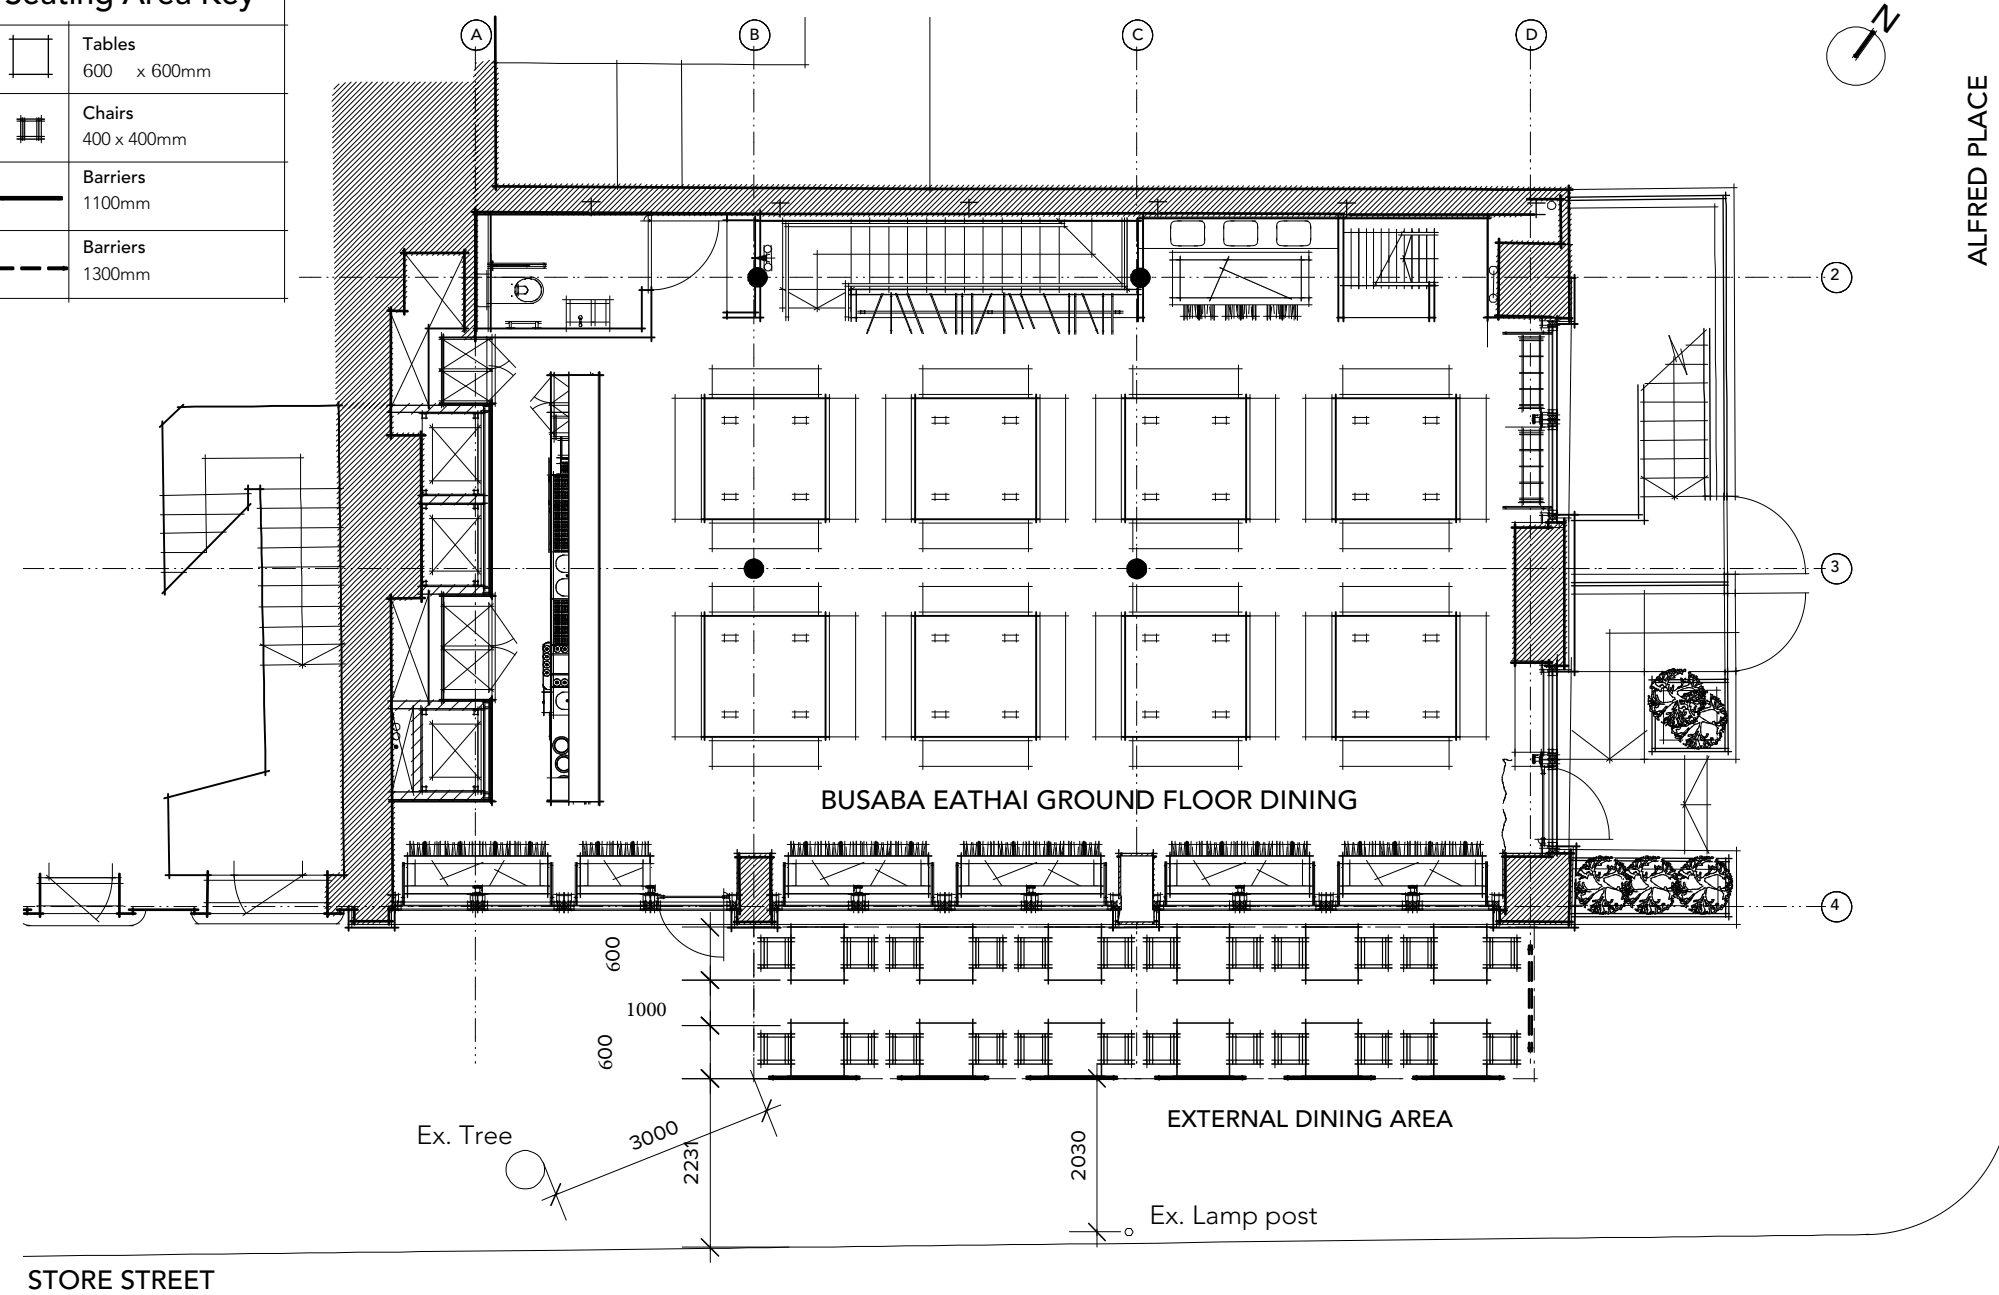 Seating Area Key
Tables
600 x 600mm
Chairs
400 x 400mm
Barriers
1100mm
Barriers
1300mm
A
B
C
D
N
ALFRED PLACE
2
3
4
BUSABA EATHAI GROUND FLOOR DINING
600
1000
600
EXTERNAL DINING AREA
Ex. Tree
3000
2231
2030
Ex. Lamp post
STORE STREET